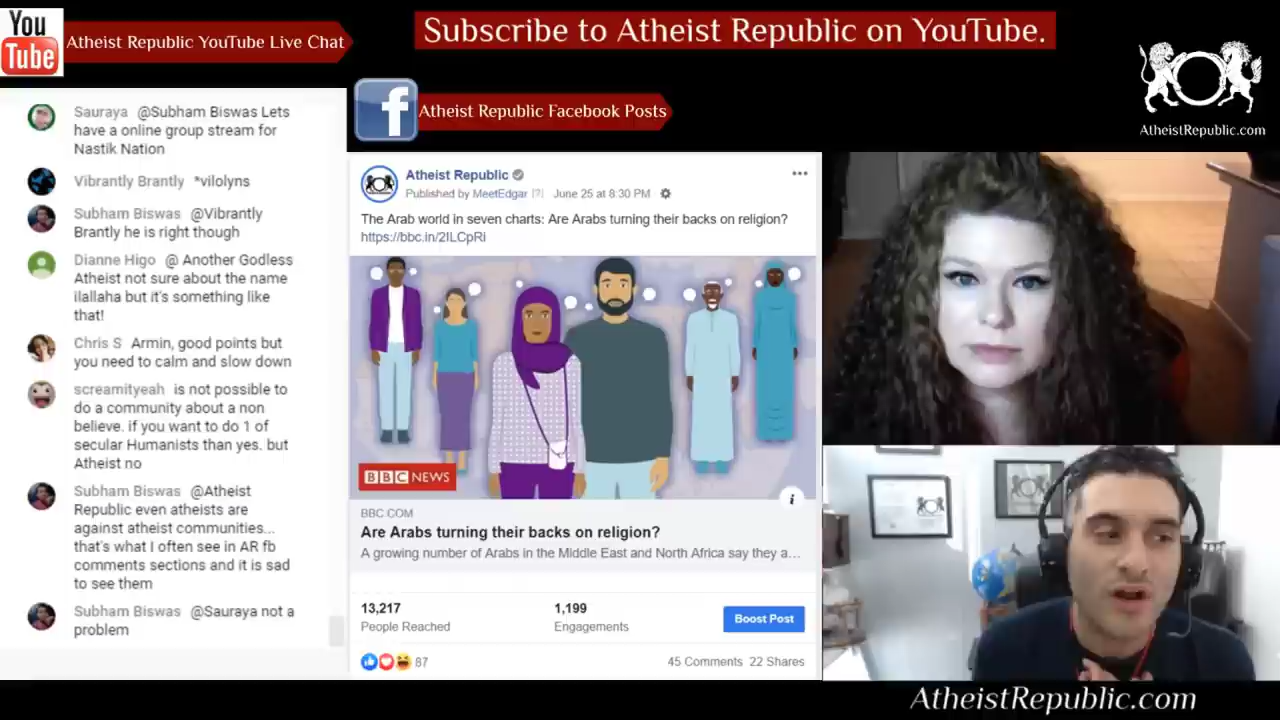 You
Tube
Atheist Republic YouTube Live Chat
Subscribe to Atheist Republic on YouTube.
AtheistRepublic.com
f
Atheist Republic Facebook Posts
Sauraya @Subham Biswas Lets
have a online group stream for
Nastik Nation
Vibrantly Brantly *vilolyns
Subham Biswas @Vibrantly
Brantly he is right though
Dianne Higo @ Another Godless
Atheist not sure about the name
ilallaha but it's something like
that!
Chris S Armin, good points but
you need to calm and slow down
screamityeah is not possible to
do a community about a non
believe. if you want to do 1 of
secular Humanists than yes. but
Atheist no
Subham Biswas @Atheist
Republic even atheists are
against atheist communities...
that's what I often see in AR fb
comments sections and it is sad
to see them
Subham Biswas @Sauraya not a
problem
Atheist Republic
Published by MeetEdgar [?] June 25 at 8:30 PM
The Arab world in seven charts: Are Arabs turning their backs on religion?
https://bbc.in/2ILCpRi
BBC NEWS
i
BBC.COM
Are Arabs turning their backs on religion?
A growing number of Arabs in the Middle East and North Africa say they a...
13,217
People Reached
1,199
Engagements
Boost Post
87
45 Comments 22 Shares
AtheistRepublic.com